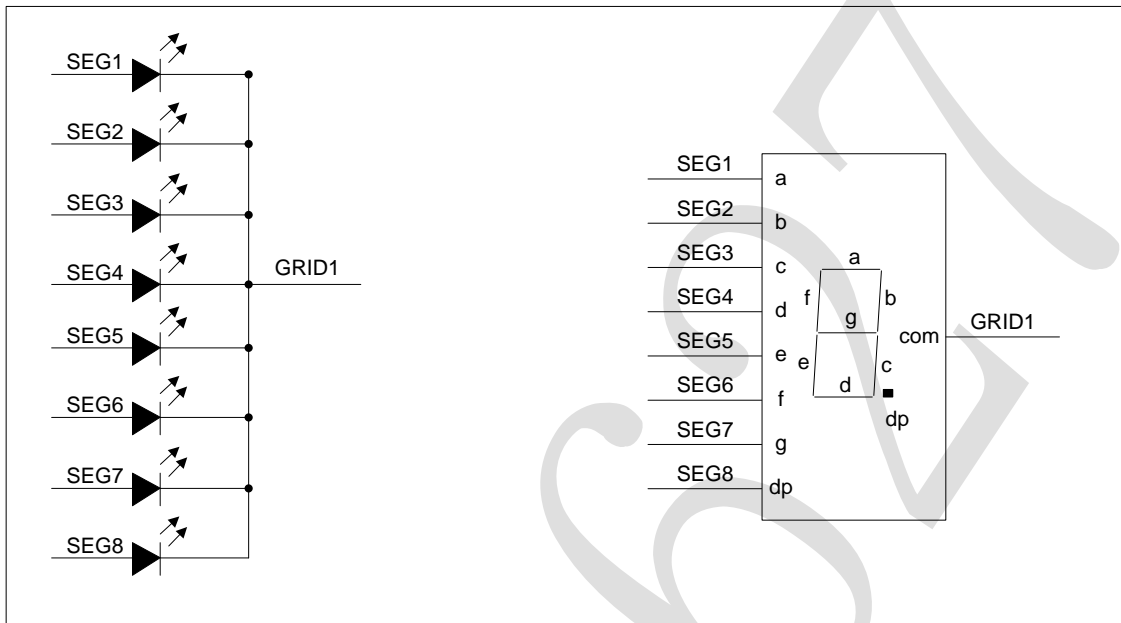 SEG1
SEG2
SEG3
SEG4
GRID1
SEG5
SEG6
SEG7
SEG8
SEG1
a
SEG2
b
SEG3
c
SEG4
d
SEG5
e
SEG6
f
SEG7
g
SEG8
dp
a
f
b
g
e
c
d
dp
com
GRID1
627